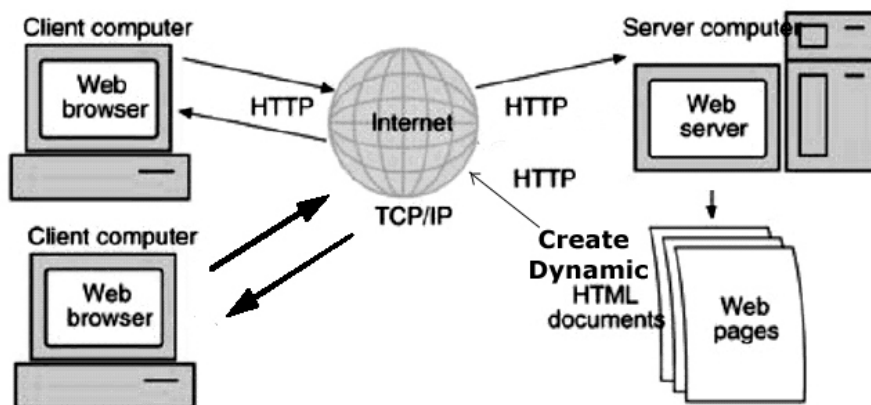 Client computer
Web
browser
HTTP
Internet
TCP/IP
HTTP
Server computer
Web
server
HTTP
Create
Dynamic
HTML
documents
Web
pages
Client computer
Web
browser